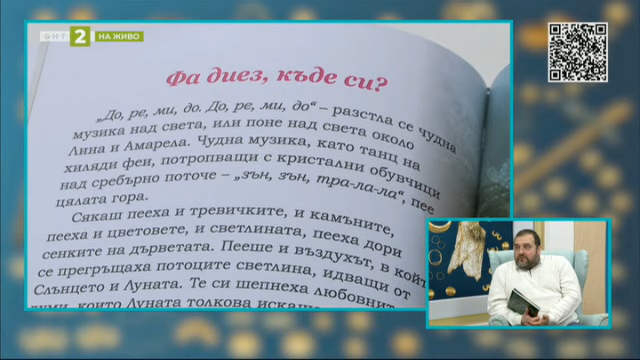 БНТ 2 НА ЖИВО
Фа диез, къде си?
„До, ре, ми, до. До, ре, ми, до“ – разстла се чудна
музика над света, или поне над света около
Лина и Амарела. Чудна музика, като танц на
хиляди феи, потропващи с кристални обувчици
над сребърно поточе – „зън, зън, тра-ла-ла“, пее
цялата гора.
Сякаш пееха и тревичките, и камъните,
пееха и цветовете, и светлината, пееха дори
сенките на дърветата. Пееше и въздухът, в
се прегръщаха потоците светлина, идващи от
Слънцето и Луната. Те си шепнеха любовни
които Луната толкова